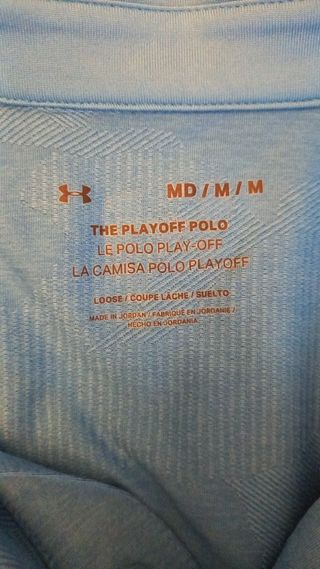 MD / M / M
THE PLAYOFF POLO
LE POLO PLAY-OFF
LA CAMISA POLO PLAYOFF
LOOSE / COUPE LÂCHE / SUELTO
MADE IN JORDAN / FABRIQUÉ EN JORDANIE /
HECHO EN JORDANIA